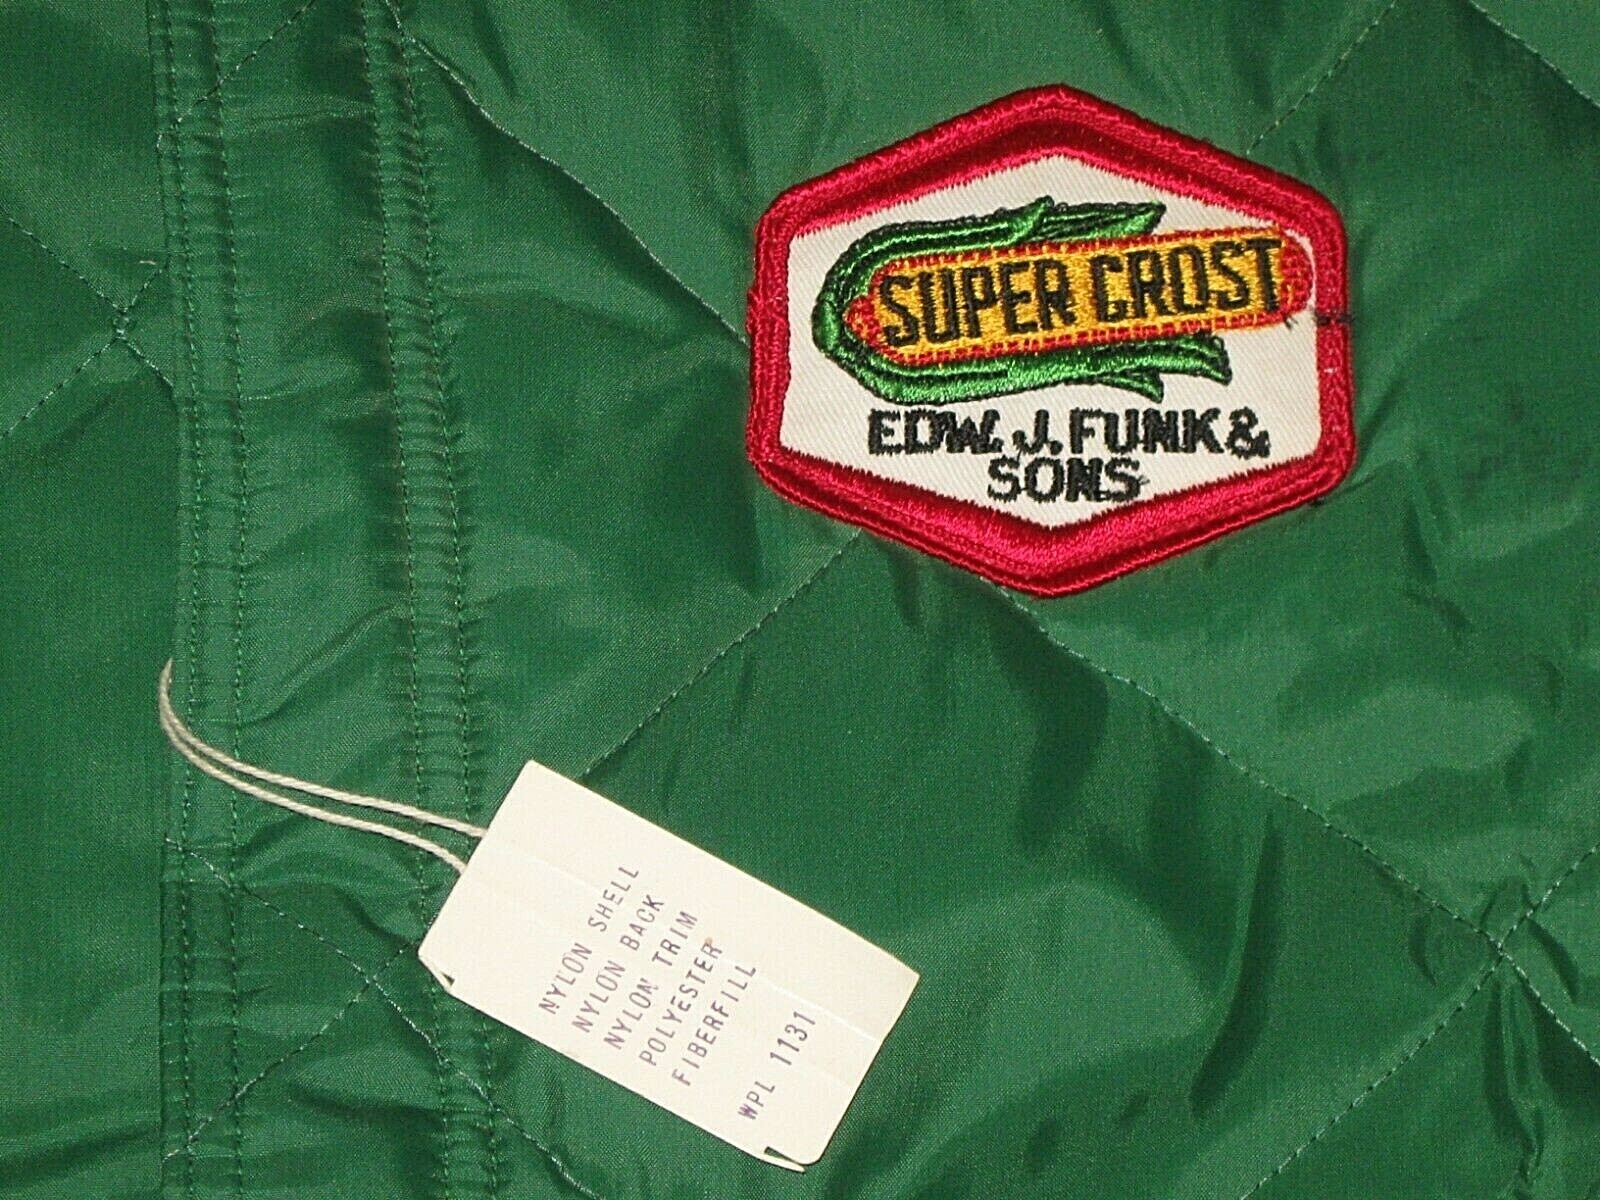 SUPER CROST
EDW. J. FUNK &
SONS
NYLON SHELL
NYLON BACK
NYLON TRIM
POLYESTER
FIBERFILL
WPL 1131